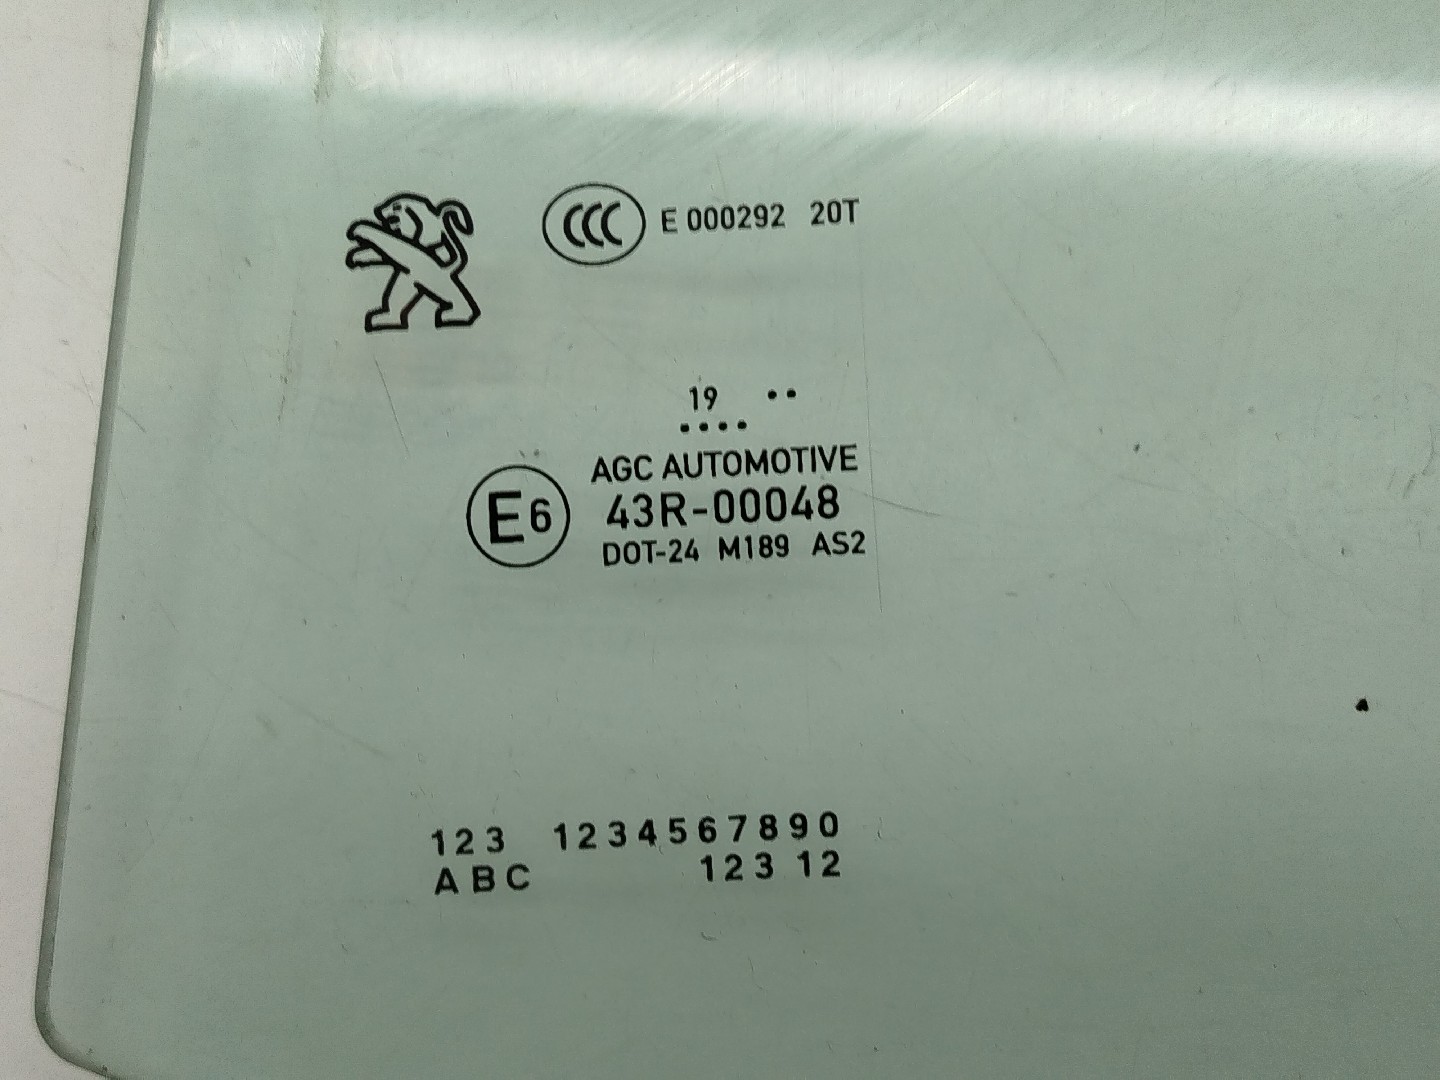 CCC E 000292 20T
19 ..
....
AGC AUTOMOTIVE
E6 43R-00048
DOT-24 M189 AS2
123 1234567890
ABC 123 12